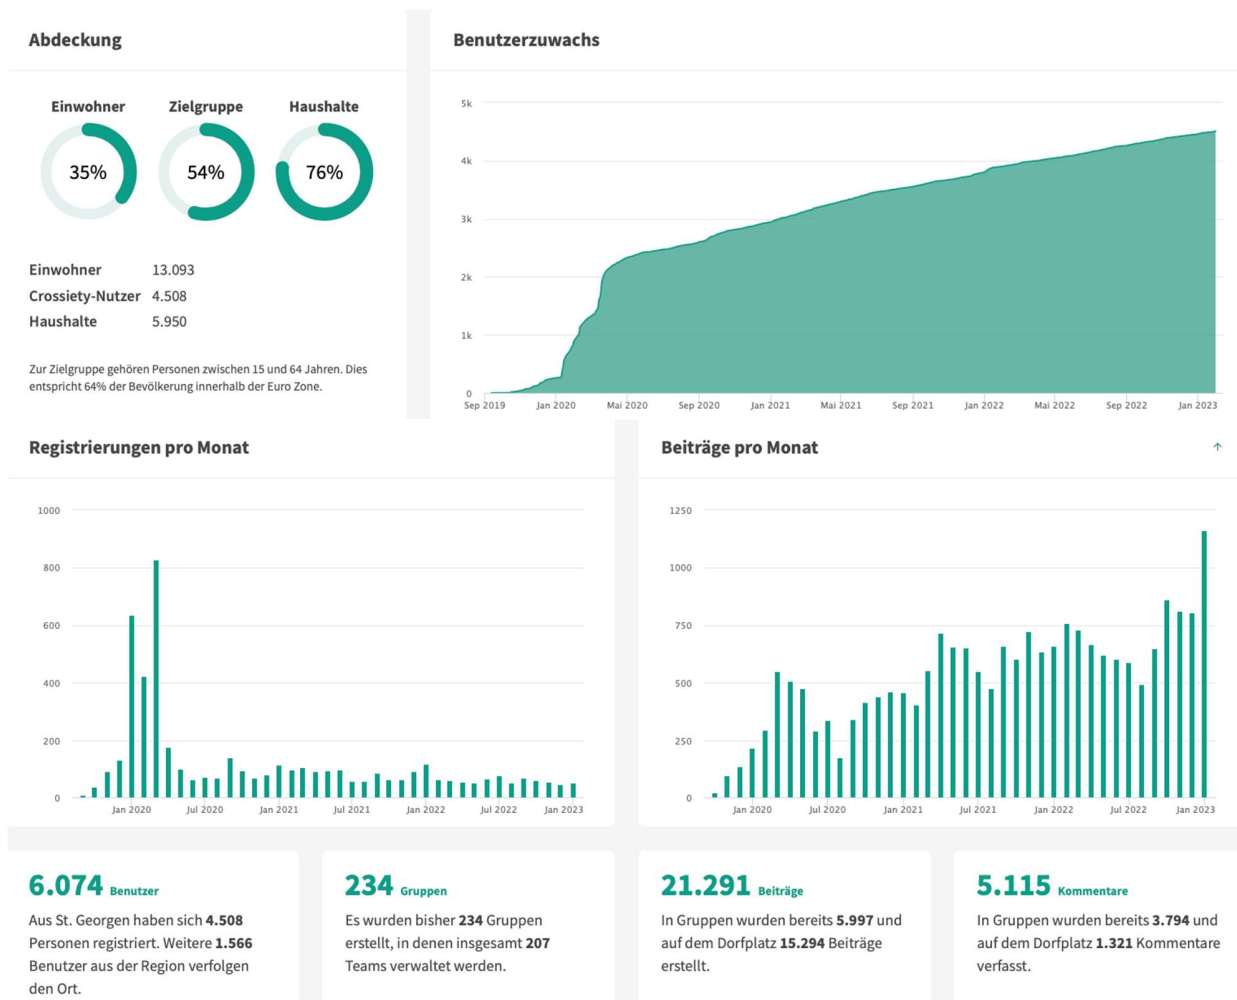 Abdeckung
Einwohner
Zielgruppe
Haushalte
35%
54%
76%
Einwohner 13.093
Crossiety-Nutzer 4.508
Haushalte 5.950
Zur Zielgruppe gehören Personen zwischen 15 und 64 Jahren. Dies
entspricht 64% der Bevölkerung innerhalb der Euro Zone.
Benutzerzuwachs
5k
4k
3k
2k
1k
0
Sep 2019 Jan 2020 Mai 2020 Sep 2020 Jan 2021 Mai 2021 Sep 2021 Jan 2022 Mai 2022 Sep 2022 Jan 2023
Registrierungen pro Monat
1000
800
600
400
200
0
Jan 2020 Jul 2020 Jan 2021 Jul 2021 Jan 2022 Jul 2022 Jan 2023
Beiträge pro Monat
1250
1000
750
500
250
0
Jan 2020 Jul 2020 Jan 2021 Jul 2021 Jan 2022 Jul 2022 Jan 2023
6.074 Benutzer
Aus St. Georgen haben sich 4.508
Personen registriert. Weitere 1.566
Benutzer aus der Region verfolgen
den Ort.
234 Gruppen
Es wurden bisher 234 Gruppen
erstellt, in denen insgesamt 207
Teams verwaltet werden.
21.291 Beiträge
In Gruppen wurden bereits 5.997 und
auf dem Dorfplatz 15.294 Beiträge
erstellt.
5.115 Kommentare
In Gruppen wurden bereits 3.794 und
auf dem Dorfplatz 1.321 Kommentare
verfasst.